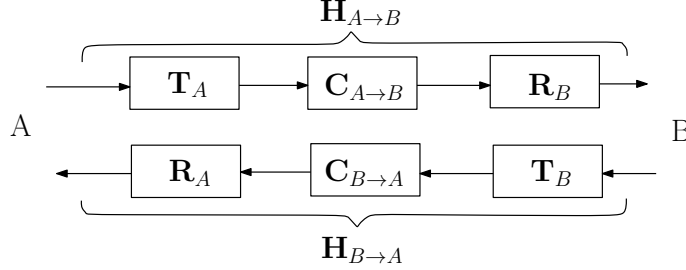 H_{A→B}
T_A C_{A→B} R_B
A B
R_A C_{B→A} T_B
H_{B→A}